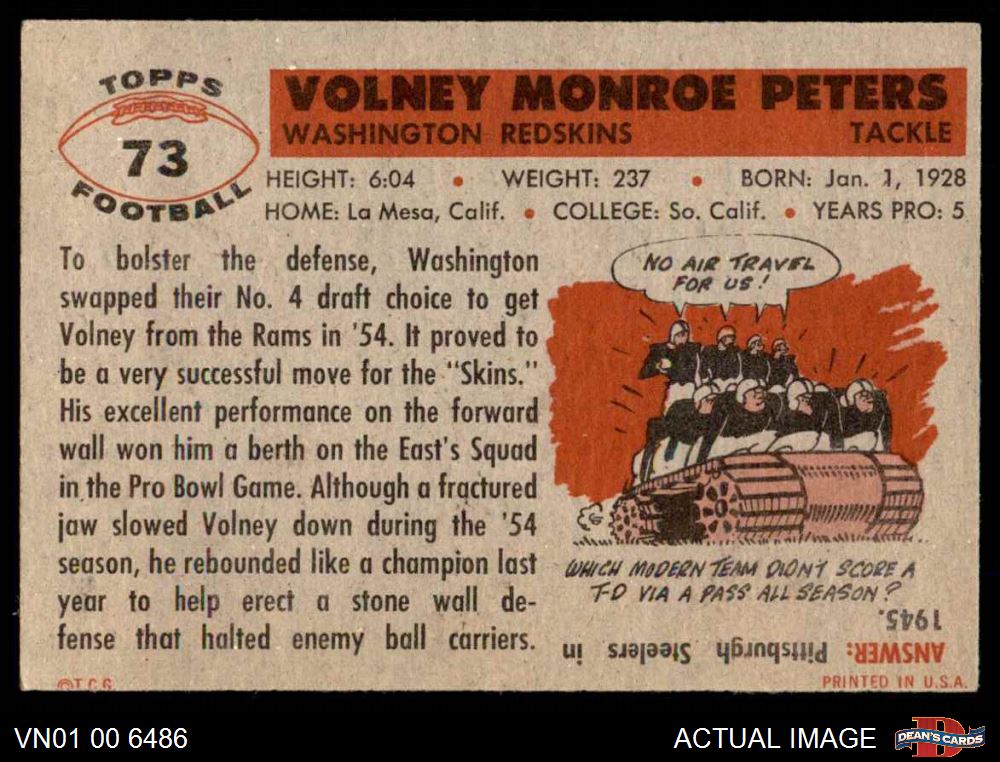 TOPPS
73
FOOTBALL
VOLNEY MONROE PETERS
WASHINGTON REDSKINS TACKLE
HEIGHT: 6:04 • WEIGHT: 237 • BORN: Jan. 1, 1928
HOME: La Mesa, Calif. • COLLEGE: So. Calif. • YEARS PRO: 5
To bolster the defense, Washington
swapped their No. 4 draft choice to get
Volney from the Rams in '54. It proved to
be a very successful move for the "Skins."
His excellent performance on the forward
wall won him a berth on the East's Squad
in the Pro Bowl Game. Although a fractured
jaw slowed Volney down during the '54
season, he rebounded like a champion last
year to help erect a stone wall de-
fense that halted enemy ball carriers.
NO AIR TRAVEL
FOR US!
WHICH MODERN TEAM DIDN'T SCORE A
T-D VIA A PASS ALL SEASON?
ANSWER: Pittsburgh Steelers in
1945.
©T.C.G.
PRINTED IN U.S.A.
VN01 00 6486
ACTUAL IMAGE
DEAN'S CARDS